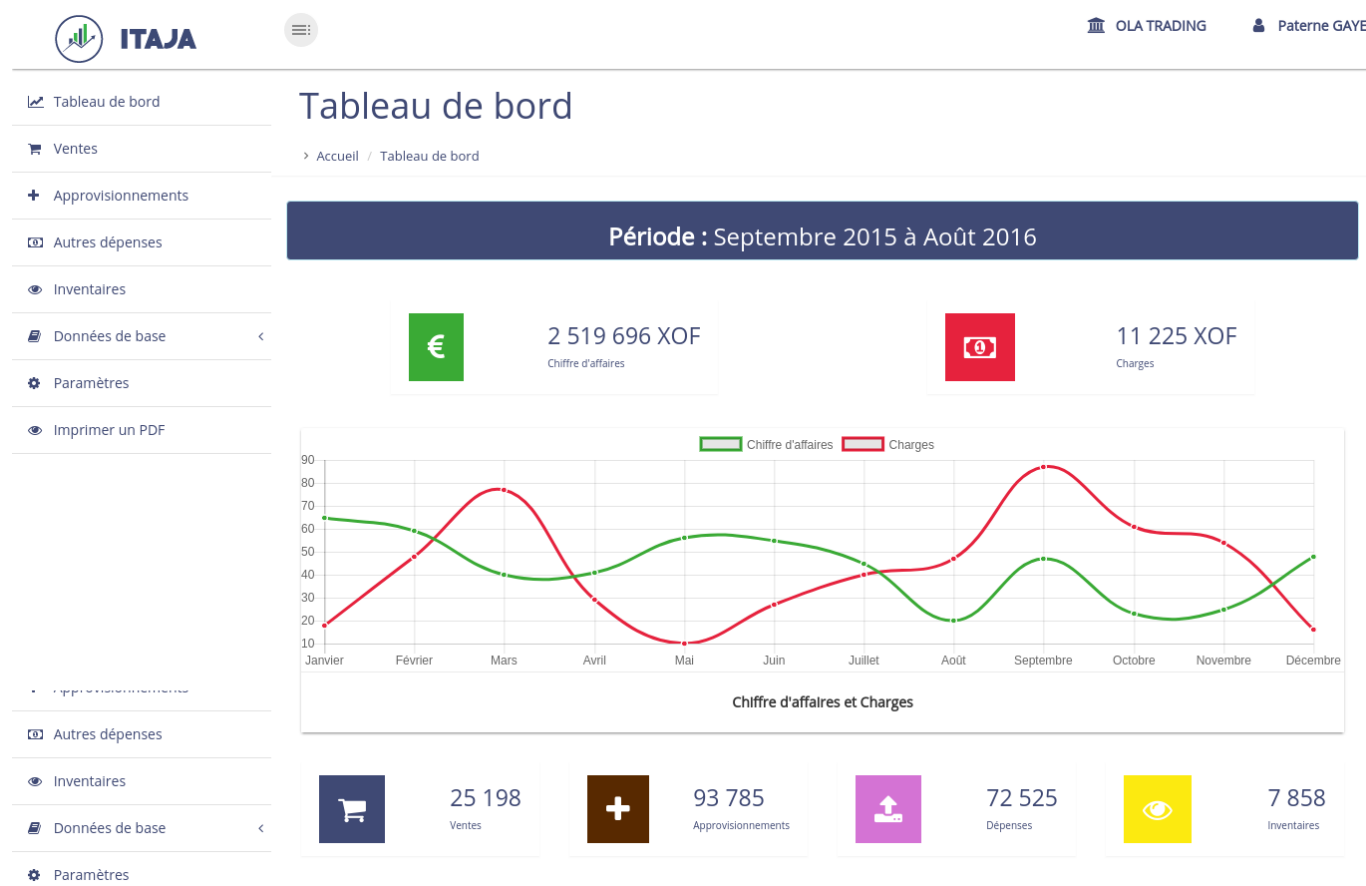 ITAJA
OLA TRADING
Paterne GAYE
Tableau de bord
Ventes
Approvisionnements
Autres dépenses
Inventaires
Données de base
Paramètres
Imprimer un PDF
Tableau de bord
Accueil / Tableau de bord
Période : Septembre 2015 à Août 2016
2 519 696 XOF
Chiffre d'affaires
11 225 XOF
Charges
Chiffre d'affaires Charges
90
80
70
60
50
40
30
20
10
Janvier Février Mars Avril Mai Juin Juillet Août Septembre Octobre Novembre Décembre
Chiffre d'affaires et Charges
Approvisionnements
Autres dépenses
Inventaires
Données de base
Paramètres
25 198
Ventes
93 785
Approvisionnements
72 525
Dépenses
7 858
Inventaires